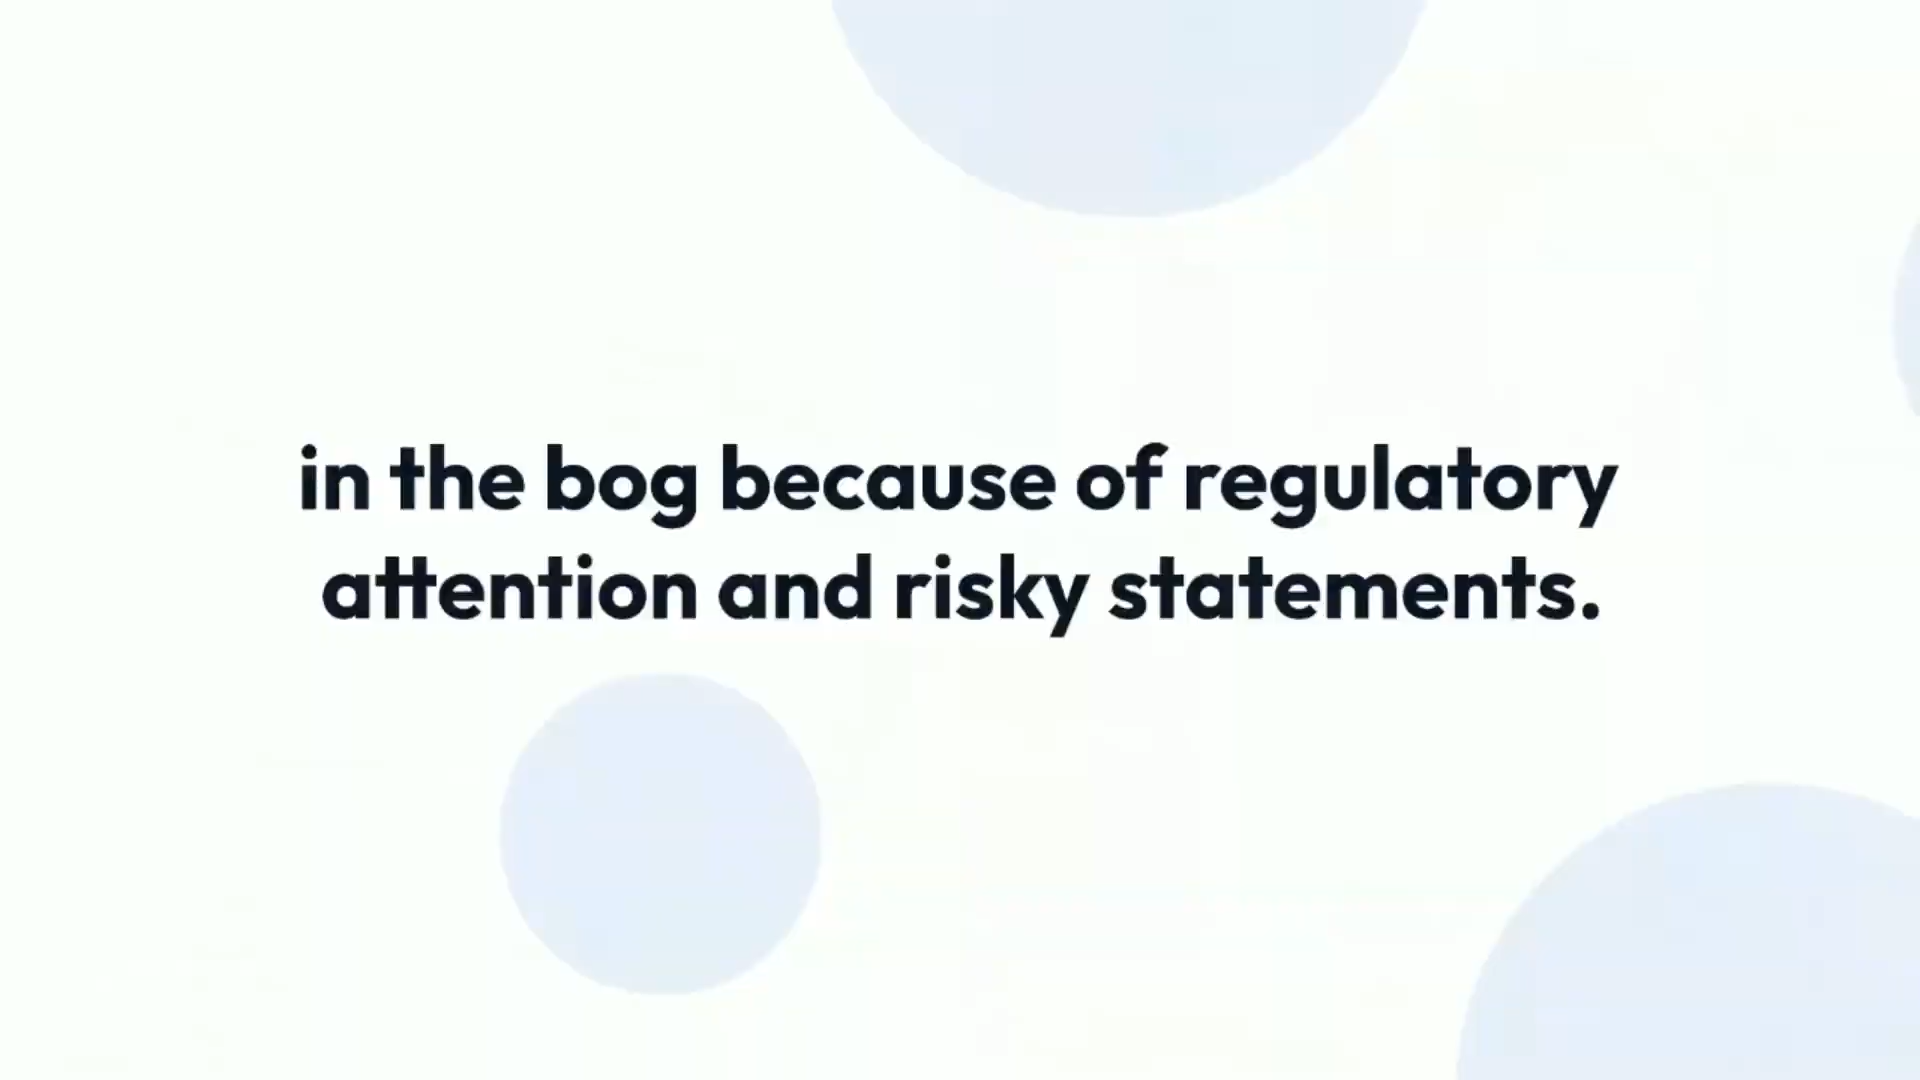 in the bog because of regulatory
attention and risky statements.